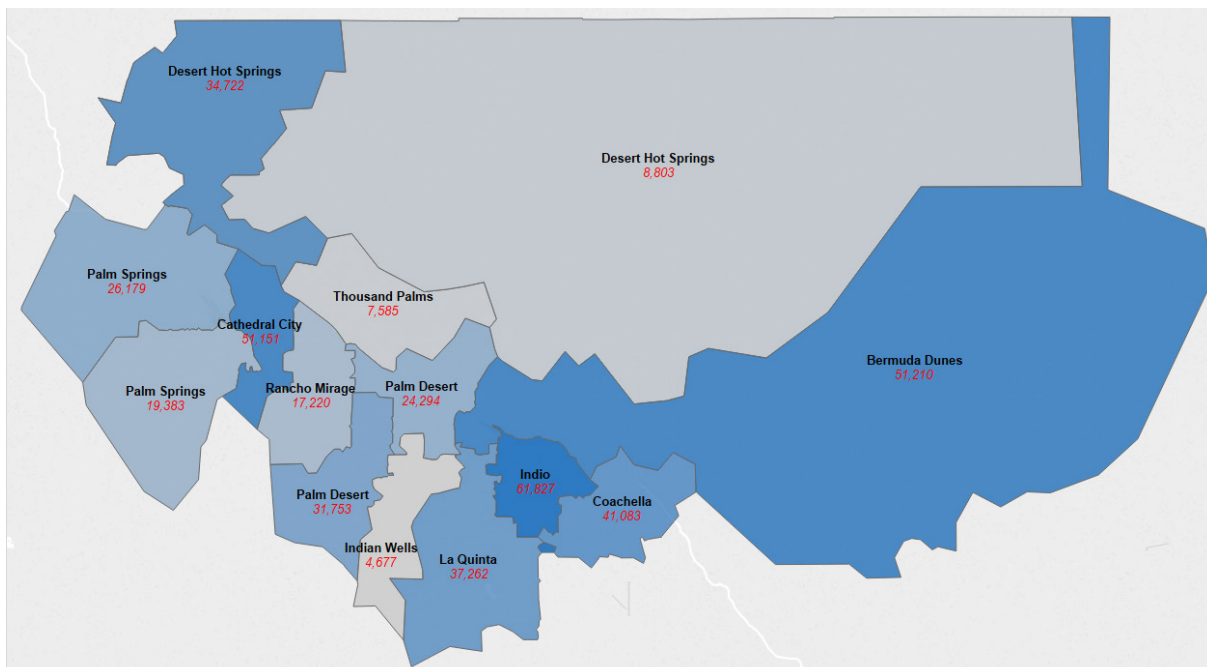 Desert Hot Springs
34,722
Desert Hot Springs
8,803
Palm Springs
26,179
Thousand Palms
7,585
Cathedral City
51,151
Bermuda Dunes
51,210
Palm Springs
19,383
Rancho Mirage
17,220
Palm Desert
24,294
Indio
61,827
Palm Desert
31,753
Coachella
41,083
Indian Wells
4,677
La Quinta
37,262